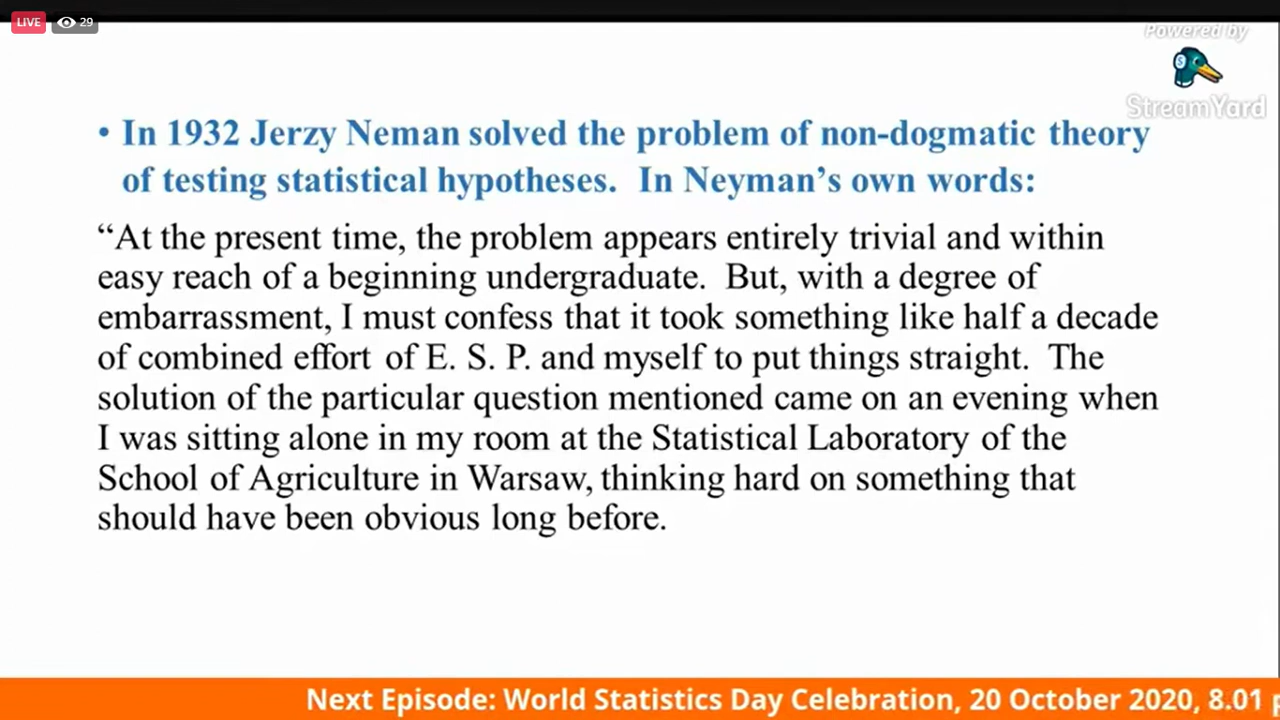 LIVE 29
Powered by
StreamYard
• In 1932 Jerzy Neman solved the problem of non-dogmatic theory
of testing statistical hypotheses. In Neyman’s own words:
“At the present time, the problem appears entirely trivial and within
easy reach of a beginning undergraduate. But, with a degree of
embarrassment, I must confess that it took something like half a decade
of combined effort of E. S. P. and myself to put things straight. The
solution of the particular question mentioned came on an evening when
I was sitting alone in my room at the Statistical Laboratory of the
School of Agriculture in Warsaw, thinking hard on something that
should have been obvious long before.
Next Episode: World Statistics Day Celebration, 20 October 2020, 8.01 p